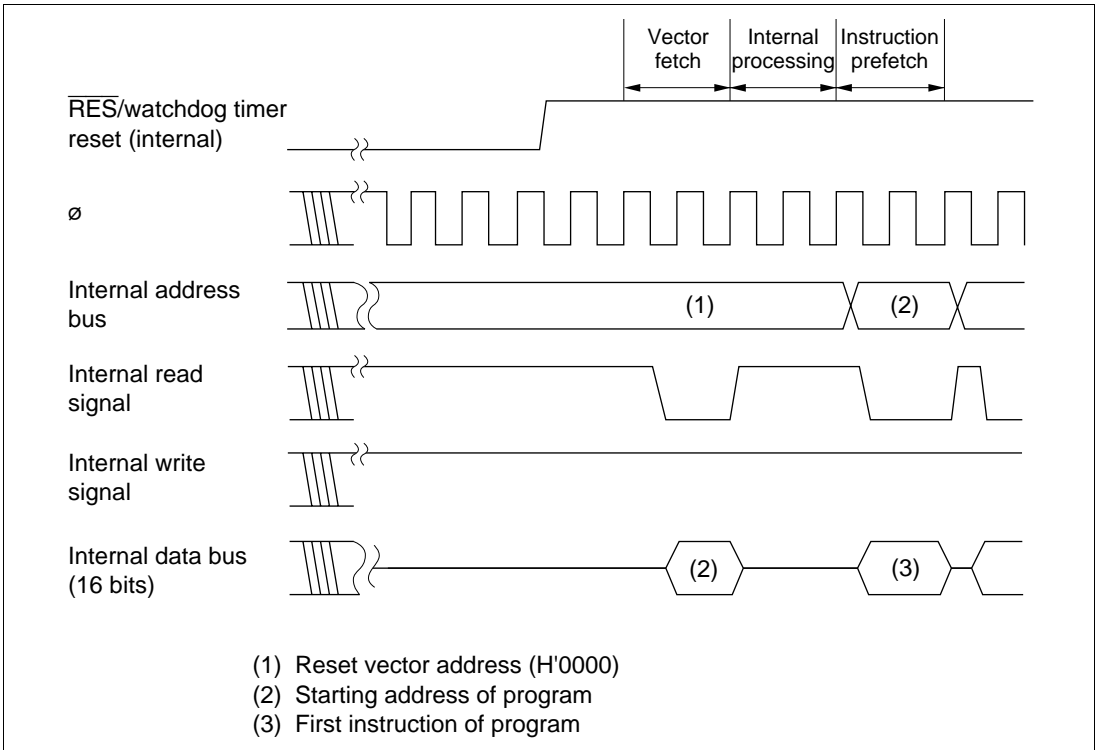 Vector fetch
Internal processing
Instruction prefetch
R̅E̅S̅/watchdog timer
reset (internal)
ø
Internal address
bus
(1)
(2)
Internal read
signal
Internal write
signal
Internal data bus
(16 bits)
(2)
(3)
(1) Reset vector address (H'0000)
(2) Starting address of program
(3) First instruction of program